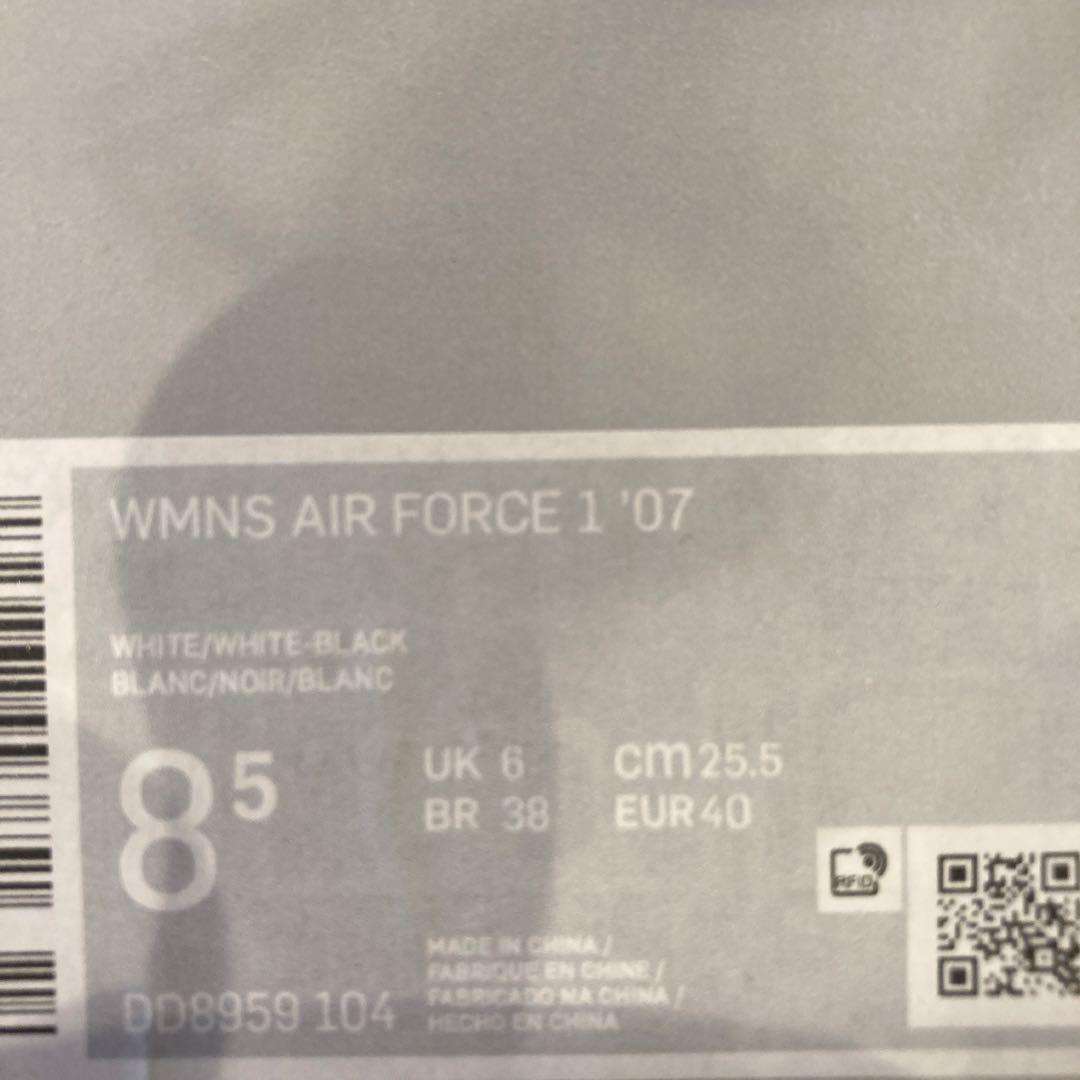 WMNS AIR FORCE 1 '07
WHITE/WHITE-BLACK
BLANC/NOIR/BLANC
8 5
UK 6 cm 25.5
BR 38 EUR 40
RFID
MADE IN CHINA /
FABRIQUE EN CHINE /
FABRICADO NA CHINA /
HECHO EN CHINA
DD8959 104